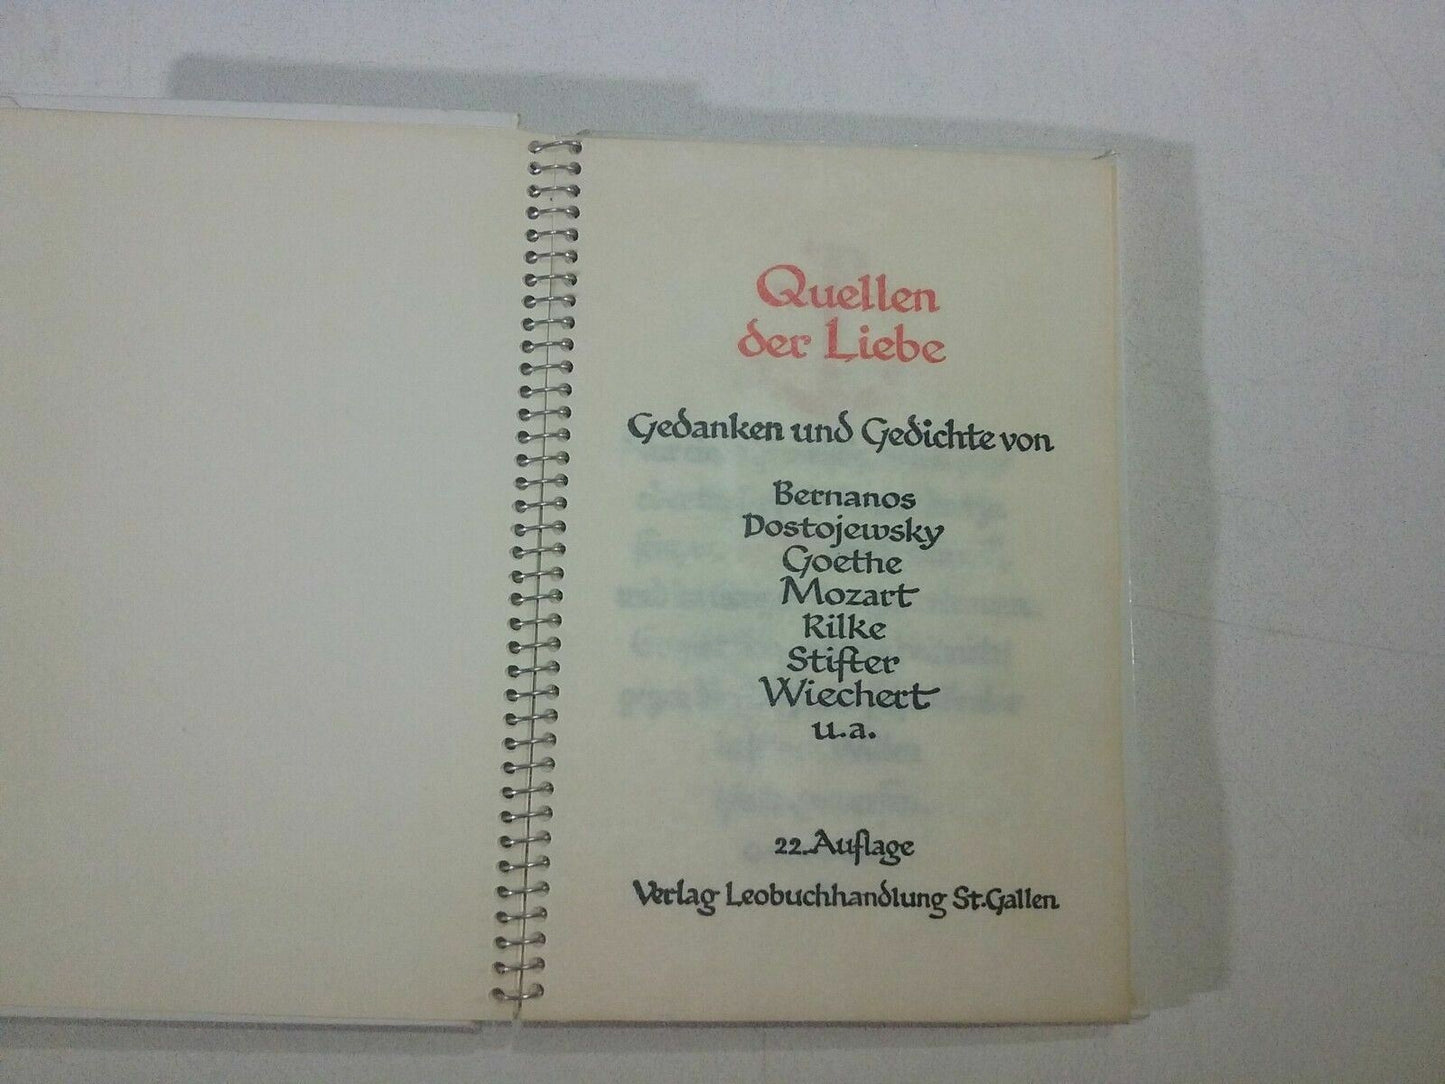 Quellen
der Liebe
Gedanken und Gedichte von
Bernanos
Dostojewsky
Goethe
Mozart
Rilke
Stifter
Wiechert
u.a.
22. Auflage
Verlag Leobuchhandlung St. Gallen